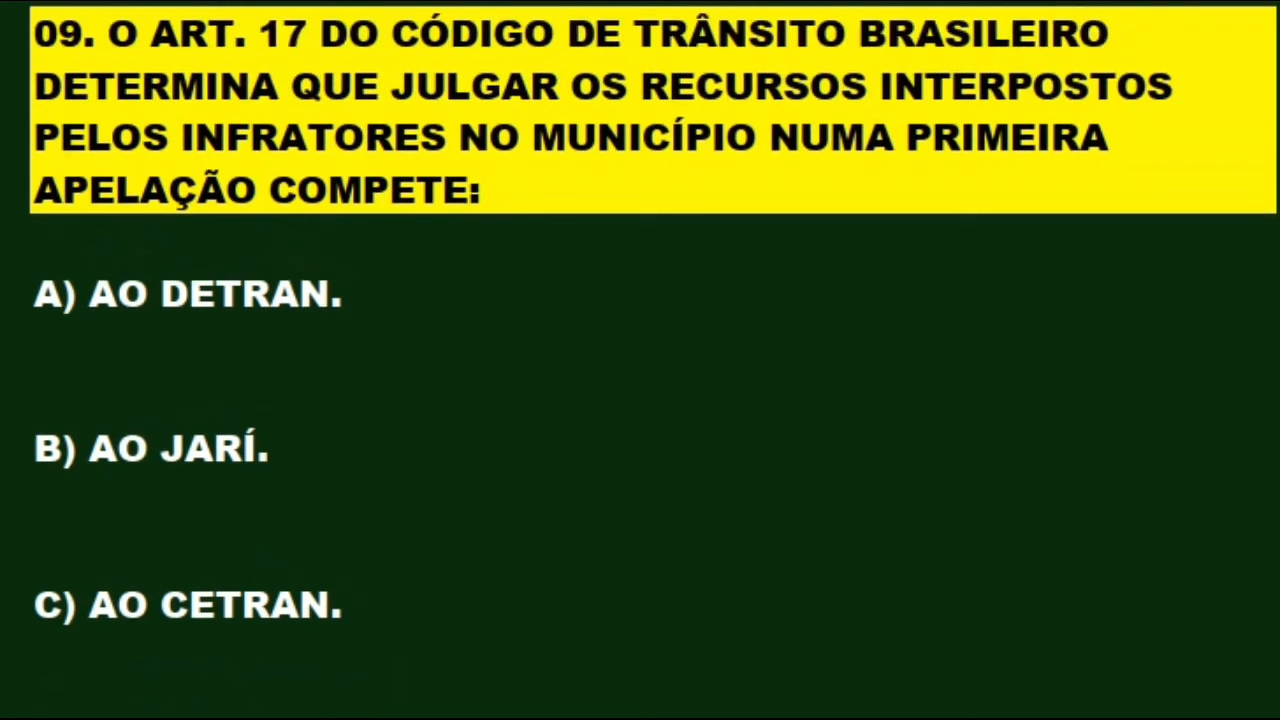 09. O ART. 17 DO CÓDIGO DE TRÂNSITO BRASILEIRO
DETERMINA QUE JULGAR OS RECURSOS INTERPOSTOS
PELOS INFRATORES NO MUNICÍPIO NUMA PRIMEIRA
APELAÇÃO COMPETE:
A) AO DETRAN.
B) AO JARÍ.
C) AO CETRAN.